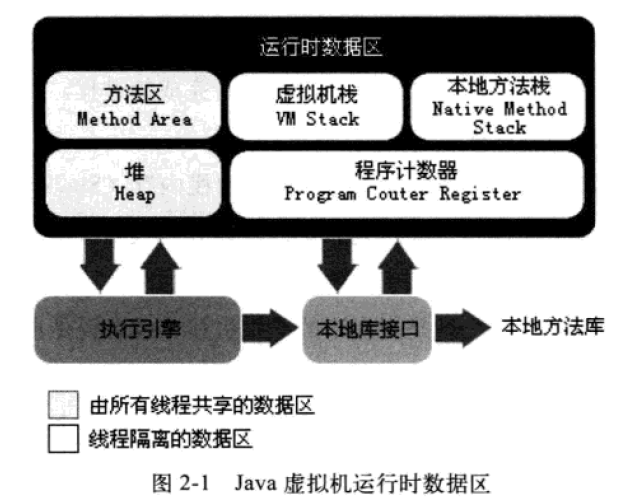 运行时数据区
方法区
Method Area
虚拟机栈
VM Stack
本地方法栈
Native Method
Stack
堆
Heap
程序计数器
Program Couter Register
执行引擎
本地库接口
本地方法库
由所有线程共享的数据区
线程隔离的数据区
图 2-1 Java 虚拟机运行时数据区